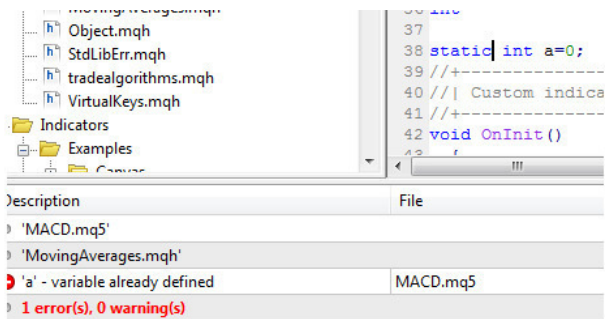 MovingAverages.mqh
Object.mqh
StdLibErr.mqh
tradealgorithms.mqh
VirtualKeys.mqh
Indicators
Examples
Canvas
36 int
37
38 static int a=0;
39 //+--------------
40 //| Custom indica
41 //+--------------
42 void OnInit()
43 {
Description File
'MACD.mq5'
'MovingAverages.mqh'
'a' - variable already defined MACD.mq5
1 error(s), 0 warning(s)